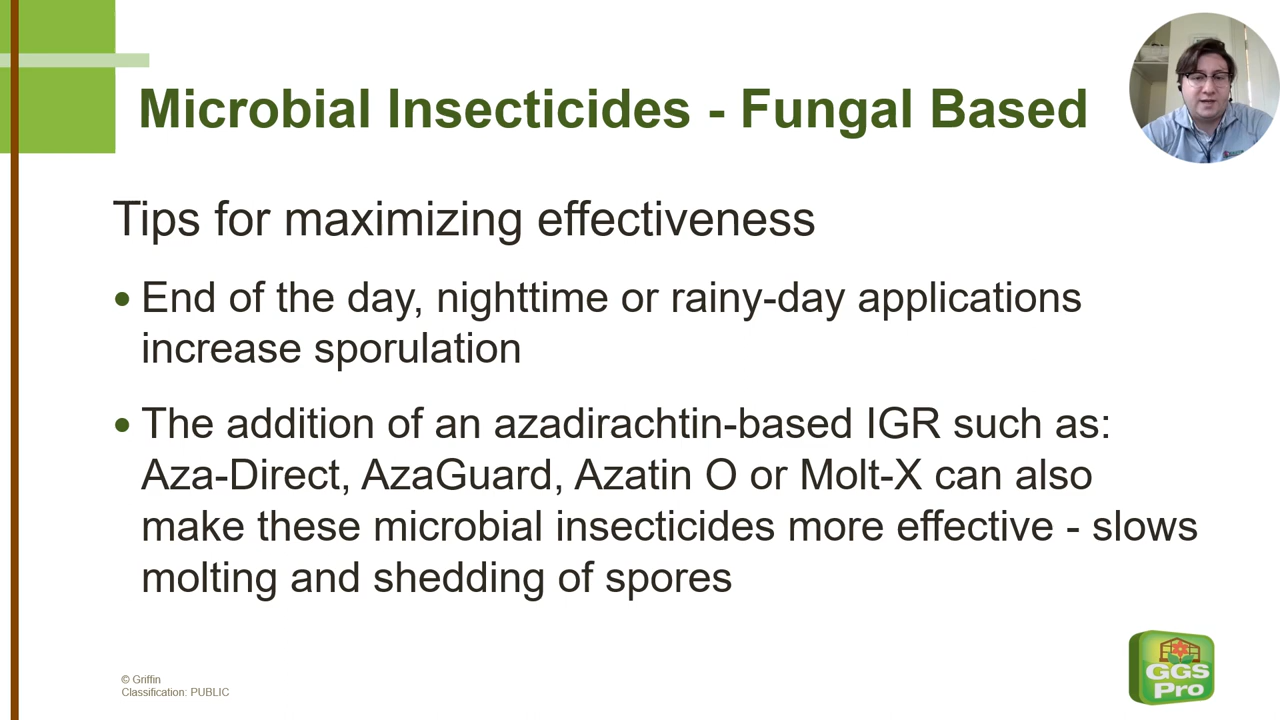 Microbial Insecticides - Fungal Based
Tips for maximizing effectiveness
• End of the day, nighttime or rainy-day applications
increase sporulation
• The addition of an azadirachtin-based IGR such as:
Aza-Direct, AzaGuard, Azatin O or Molt-X can also
make these microbial insecticides more effective - slows
molting and shedding of spores
© Griffin
Classification: PUBLIC
GGS
Pro